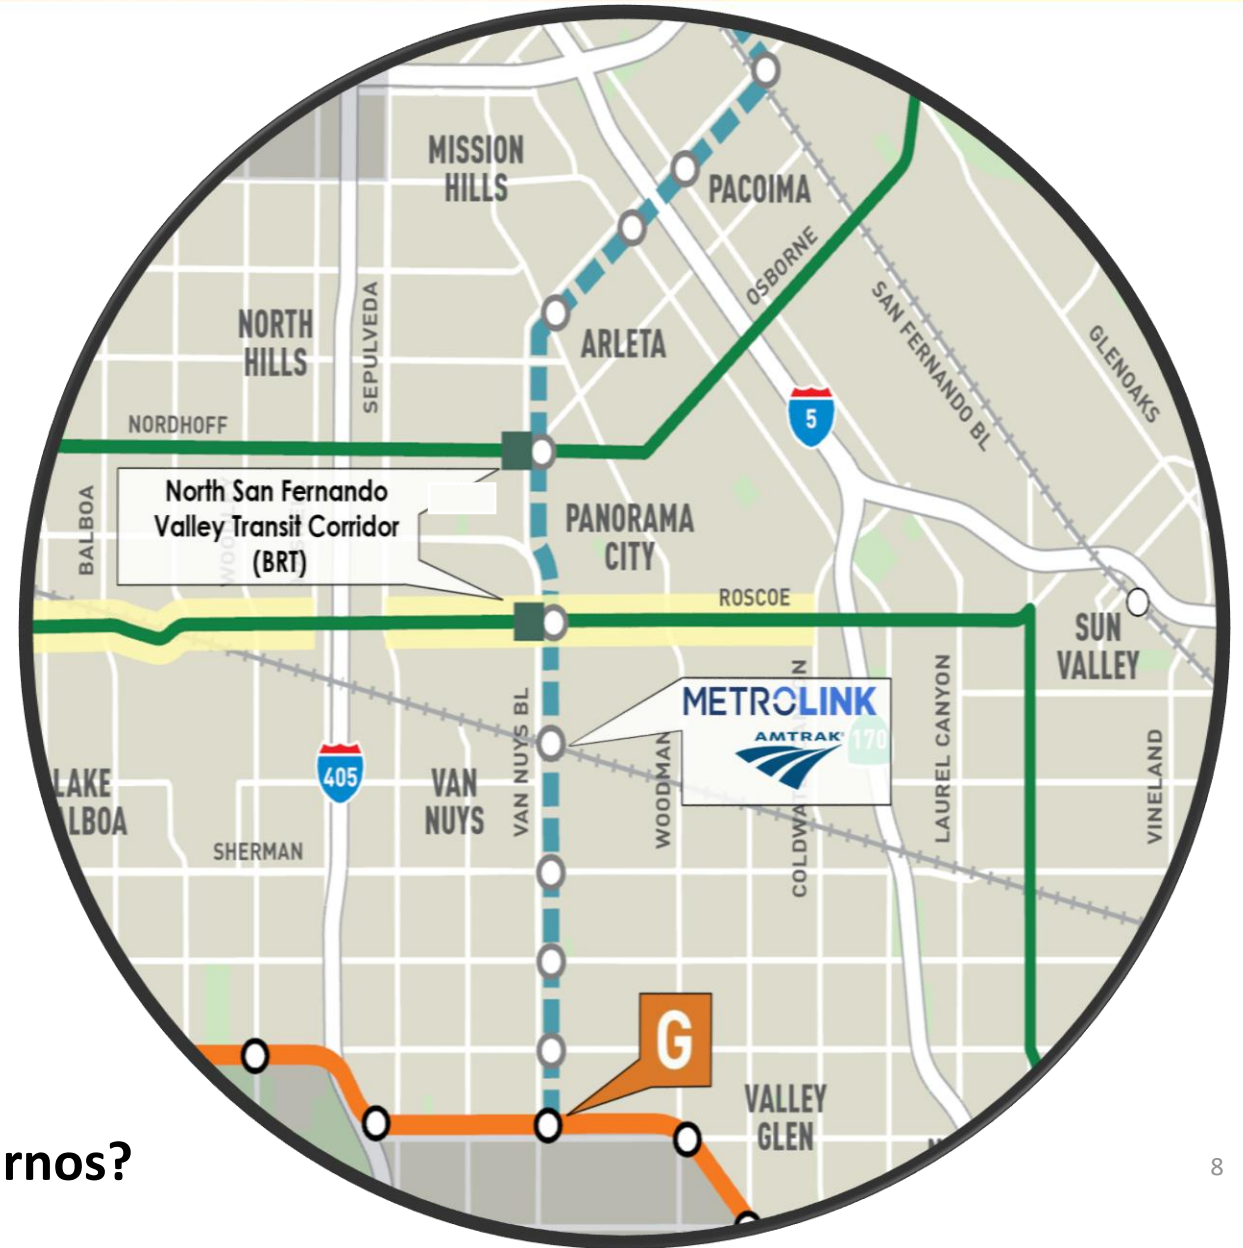 MISSION
HILLS
PACOIMA
OSBORNE
NORTH
HILLS
SEPULVEDA
ARLETA
SAN FERNANDO BL
GLENOAKS
5
NORDHOFF
North San Fernando
Valley Transit Corridor
(BRT)
BALBOA
PANORAMA
CITY
ROSCOE
SUN
VALLEY
METROLINK
AMTRAK
170
LAKE
ALBOA
405
VAN
NUYS
VAN NUYS BL
WOODMAN
LAUREL CANYON
VINELAND
SHERMAN
G
VALLEY
GLEN
rnos?
8